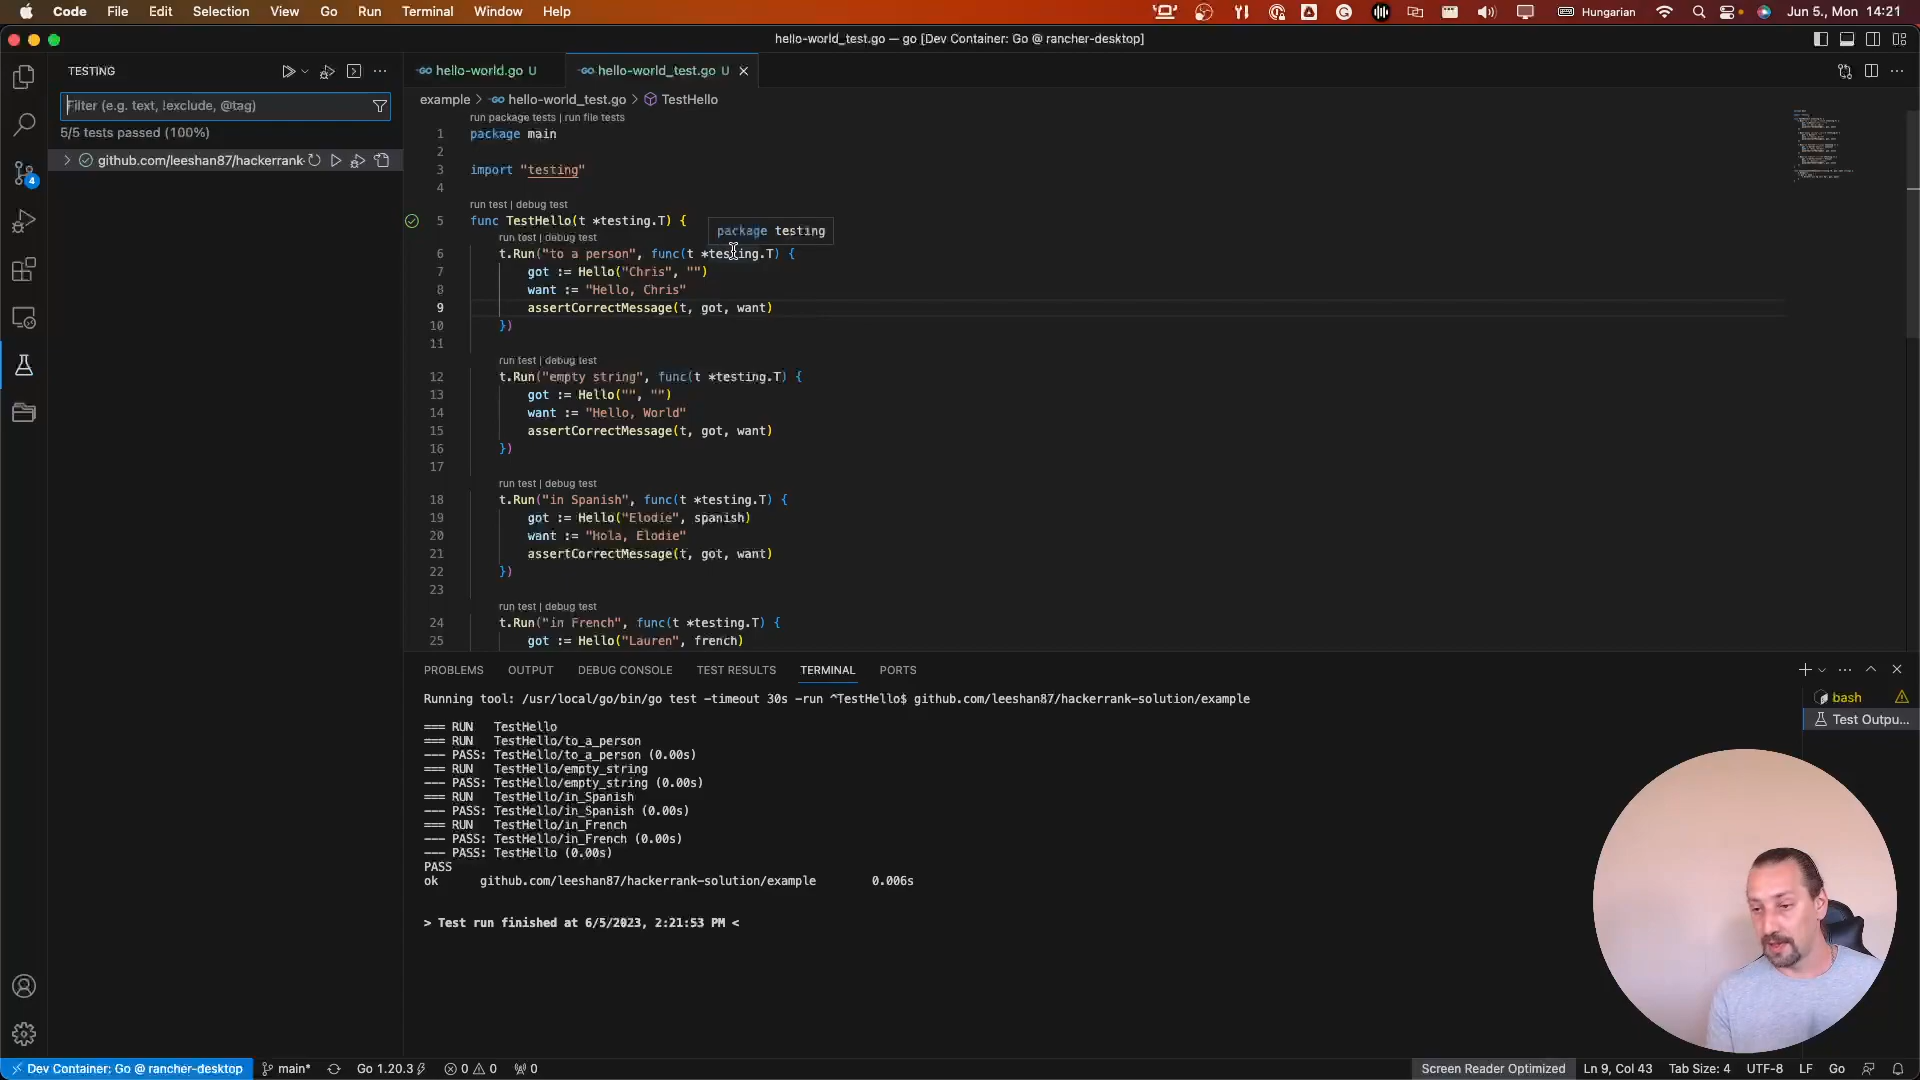 Code File Edit Selection View Go Run Terminal Window Help
Hungarian Jun 5., Mon 14:21
hello-world_test.go — go [Dev Container: Go @ rancher-desktop]
TESTING
hello-world.go U
hello-world_test.go U
Filter (e.g. text, !exclude, @tag)
5/5 tests passed (100%)
github.com/leeshan87/hackerrank-
example > hello-world_test.go > TestHello
run package tests | run file tests
1 package main
2
3 import "testing"
4
run test | debug test
5 func TestHello(t *testing.T) {
package testing
run test | debug test
6 t.Run("to a person", func(t *testing.T) {
7 got := Hello("Chris", "")
8 want := "Hello, Chris"
9 assertCorrectMessage(t, got, want)
10 })
11
run test | debug test
12 t.Run("empty string", func(t *testing.T) {
13 got := Hello("", "")
14 want := "Hello, World"
15 assertCorrectMessage(t, got, want)
16 })
17
run test | debug test
18 t.Run("in Spanish", func(t *testing.T) {
19 got := Hello("Elodie", spanish)
20 want := "Hola, Elodie"
21 assertCorrectMessage(t, got, want)
22 })
23
run test | debug test
24 t.Run("in French", func(t *testing.T) {
25 got := Hello("Lauren", french)
PROBLEMS OUTPUT DEBUG CONSOLE TEST RESULTS TERMINAL PORTS
Running tool: /usr/local/go/bin/go test -timeout 30s -run ^TestHello$ github.com/leeshan87/hackerrank-solution/example
=== RUN TestHello
=== RUN TestHello/to_a_person
--- PASS: TestHello/to_a_person (0.00s)
=== RUN TestHello/empty_string
--- PASS: TestHello/empty_string (0.00s)
=== RUN TestHello/in_Spanish
--- PASS: TestHello/in_Spanish (0.00s)
=== RUN TestHello/in_French
--- PASS: TestHello/in_French (0.00s)
--- PASS: TestHello (0.00s)
PASS
ok github.com/leeshan87/hackerrank-solution/example 0.006s
> Test run finished at 6/5/2023, 2:21:53 PM <
bash
Test Outpu...
4
Dev Container: Go @ rancher-desktop main* Go 1.20.3 0 0 0
Screen Reader Optimized Ln 9, Col 43 Tab Size: 4 UTF-8 LF Go